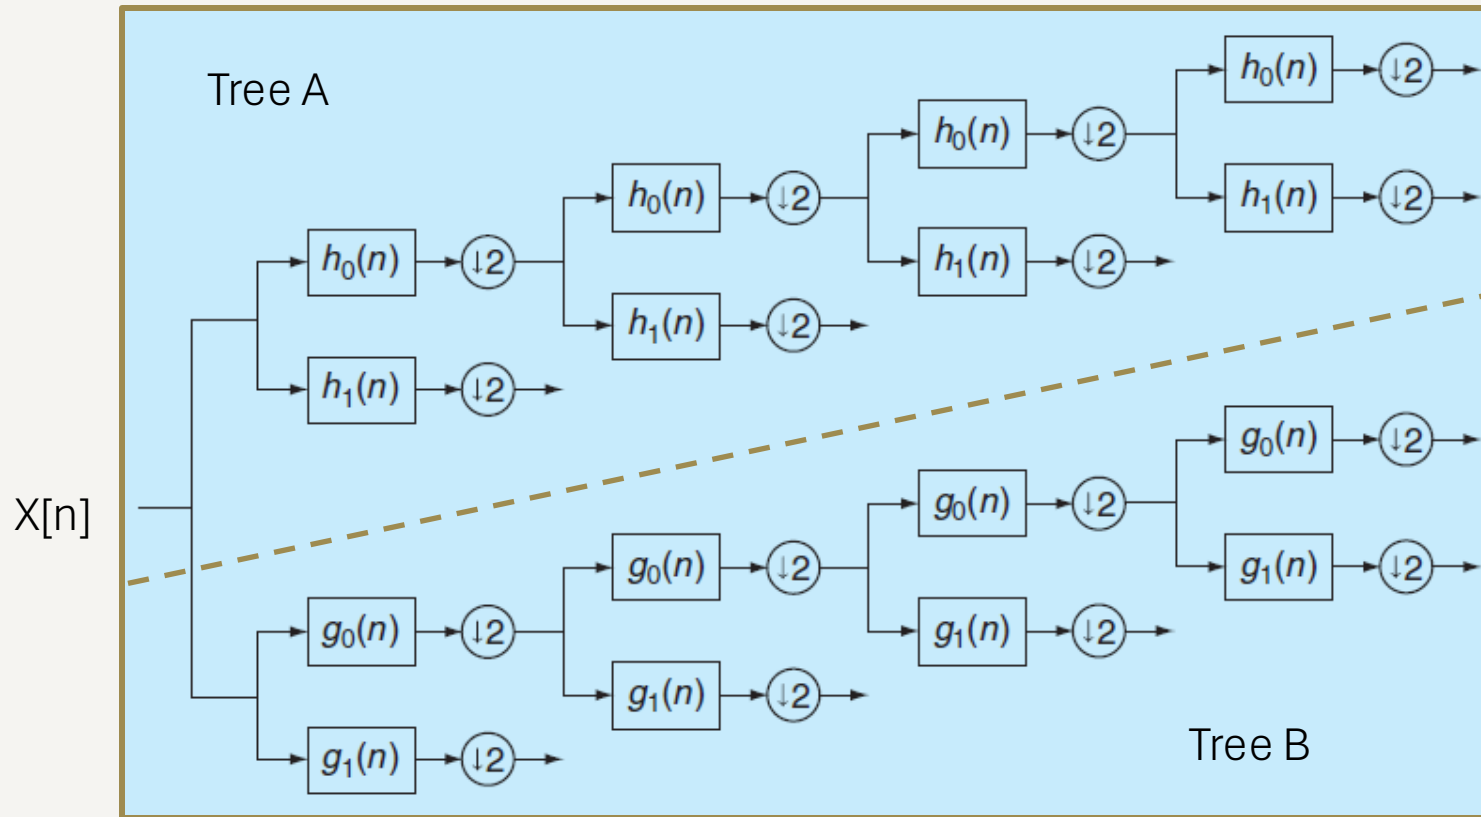 Tree A
h₀(n) ↓2
h₀(n) ↓2
h₀(n) ↓2 h₁(n) ↓2
h₀(n) ↓2 h₁(n) ↓2
h₁(n) ↓2
h₁(n) ↓2
g₀(n) ↓2
X[n] g₀(n) ↓2
g₀(n) ↓2 g₁(n) ↓2
g₀(n) ↓2 g₁(n) ↓2
g₁(n) ↓2
Tree B
g₁(n) ↓2